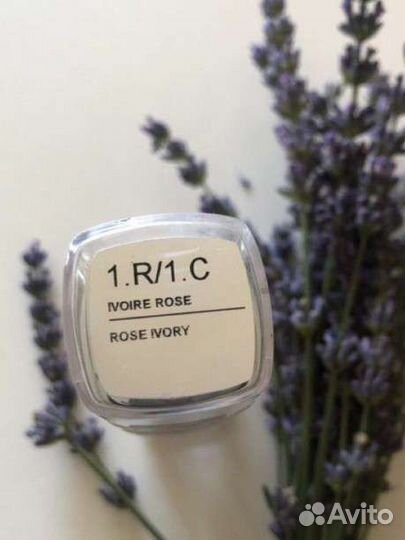 1.R/1.C
IVOIRE ROSE
ROSE IVORY
Avito